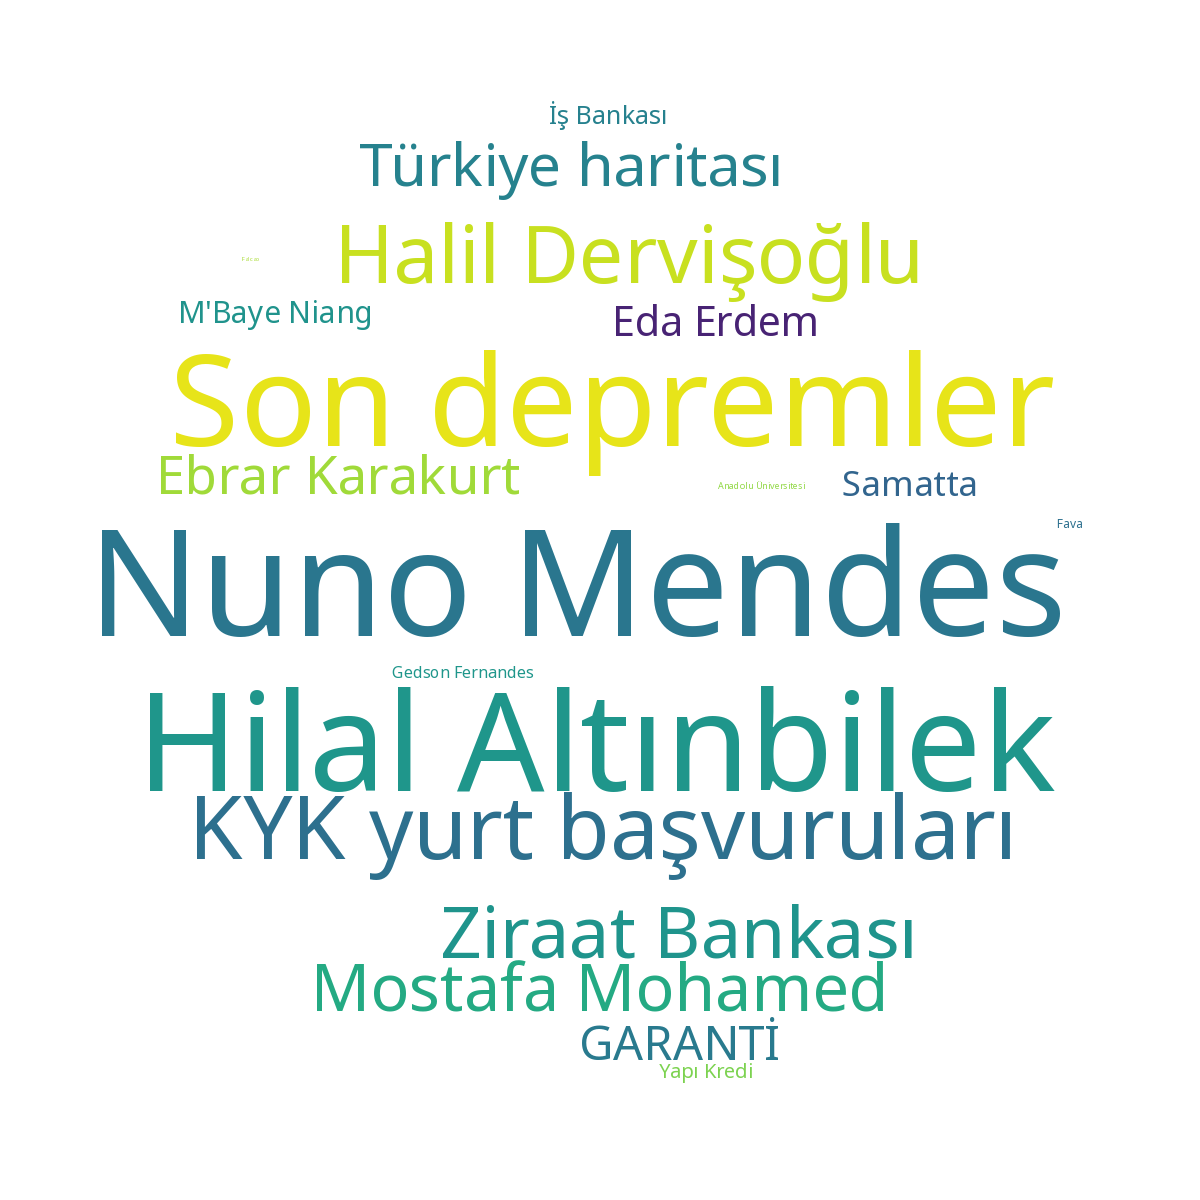 İş Bankası
Türkiye haritası
Halil Dervişoğlu
M'Baye Niang
Eda Erdem
Son depremler
Ebrar Karakurt
Samatta
Anadolu Üniversitesi
Fava
Nuno Mendes
Gedson Fernandes
Hilal Altınbilek
KYK yurt başvuruları
Ziraat Bankası
Mostafa Mohamed
GARANTİ
Yapı Kredi